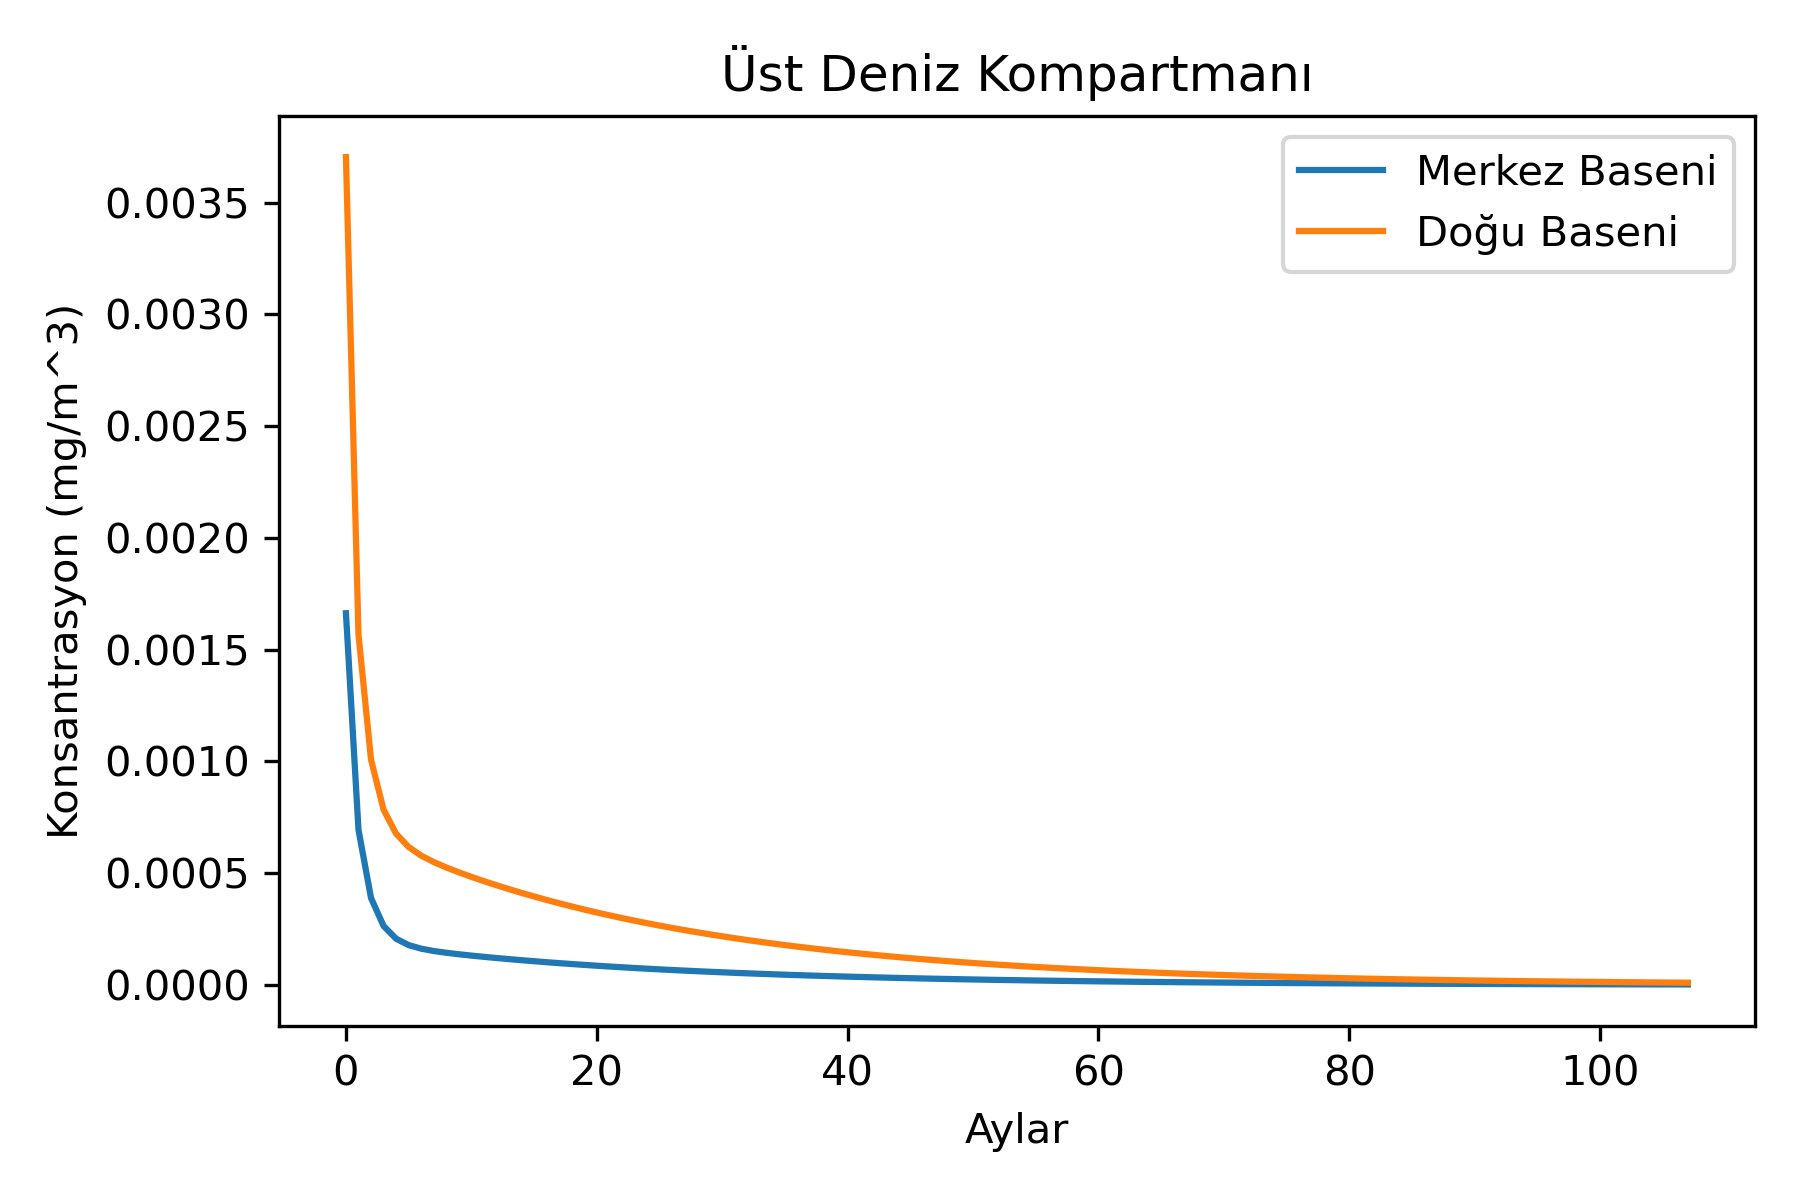 Üst Deniz Kompartmanı
Merkez Baseni
Doğu Baseni
Konsantrasyon (mg/m^3)
0.0035
0.0030
0.0025
0.0020
0.0015
0.0010
0.0005
0.0000
0 20 40 60 80 100
Aylar